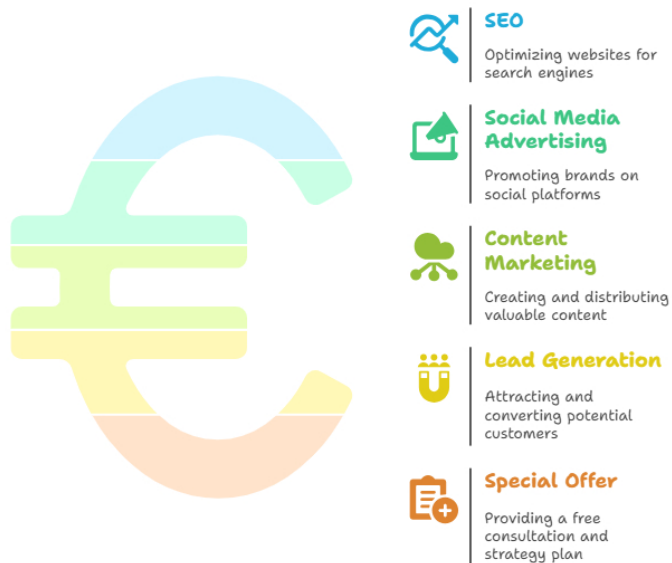 SEO
Optimizing websites for
search engines
Social Media
Advertising
Promoting brands on
social platforms
Content
Marketing
Creating and distributing
valuable content
Lead Generation
Attracting and
converting potential
customers
Special Offer
Providing a free
consultation and
strategy plan